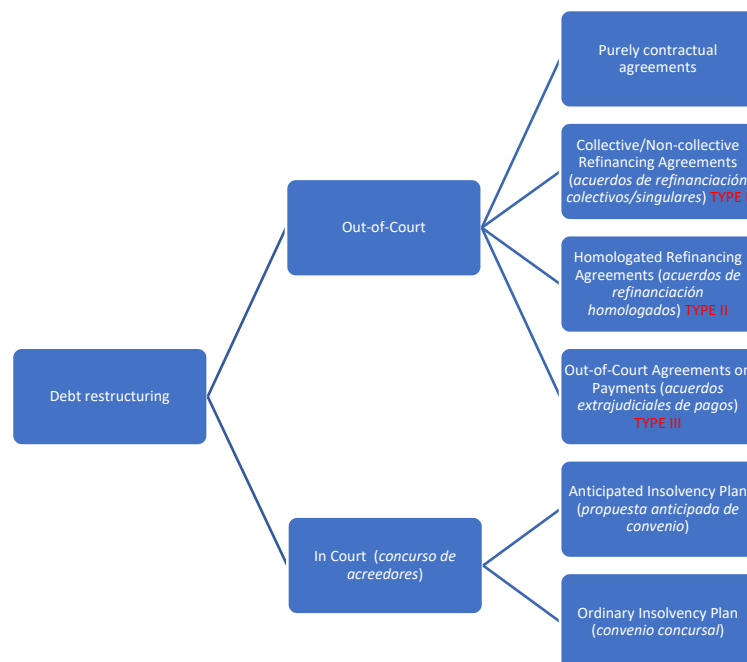 Purely contractual
agreements
Collective/Non-collective
Refinancing Agreements
(acuerdos de refinanciación
colectivos/singulares) TYPE I
Out-of-Court
Homologated Refinancing
Agreements (acuerdos de
refinanciación
homologados) TYPE II
Out-of-Court Agreements on
Payments (acuerdos
extrajudiciales de pagos)
TYPE III
Debt restructuring
Anticipated Insolvency Plan
(propuesta anticipada de
convenio)
In Court (concurso de
acreedores)
Ordinary Insolvency Plan
(convenio concursal)